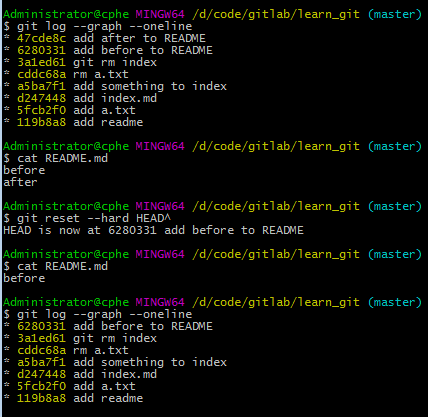 Administrator@cphe MINGW64 /d/code/gitlab/learn_git (master)
$ git log --graph --oneline
* 47cde8c add after to README
* 6280331 add before to README
* 3a1ed61 git rm index
* cddc68a rm a.txt
* a5ba7f1 add something to index
* d247448 add index.md
* 5fcb2f0 add a.txt
* 119b8a8 add readme
Administrator@cphe MINGW64 /d/code/gitlab/learn_git (master)
$ cat README.md
before
after
Administrator@cphe MINGW64 /d/code/gitlab/learn_git (master)
$ git reset --hard HEAD^
HEAD is now at 6280331 add before to README
Administrator@cphe MINGW64 /d/code/gitlab/learn_git (master)
$ cat README.md
before
Administrator@cphe MINGW64 /d/code/gitlab/learn_git (master)
$ git log --graph --oneline
* 6280331 add before to README
* 3a1ed61 git rm index
* cddc68a rm a.txt
* a5ba7f1 add something to index
* d247448 add index.md
* 5fcb2f0 add a.txt
* 119b8a8 add readme